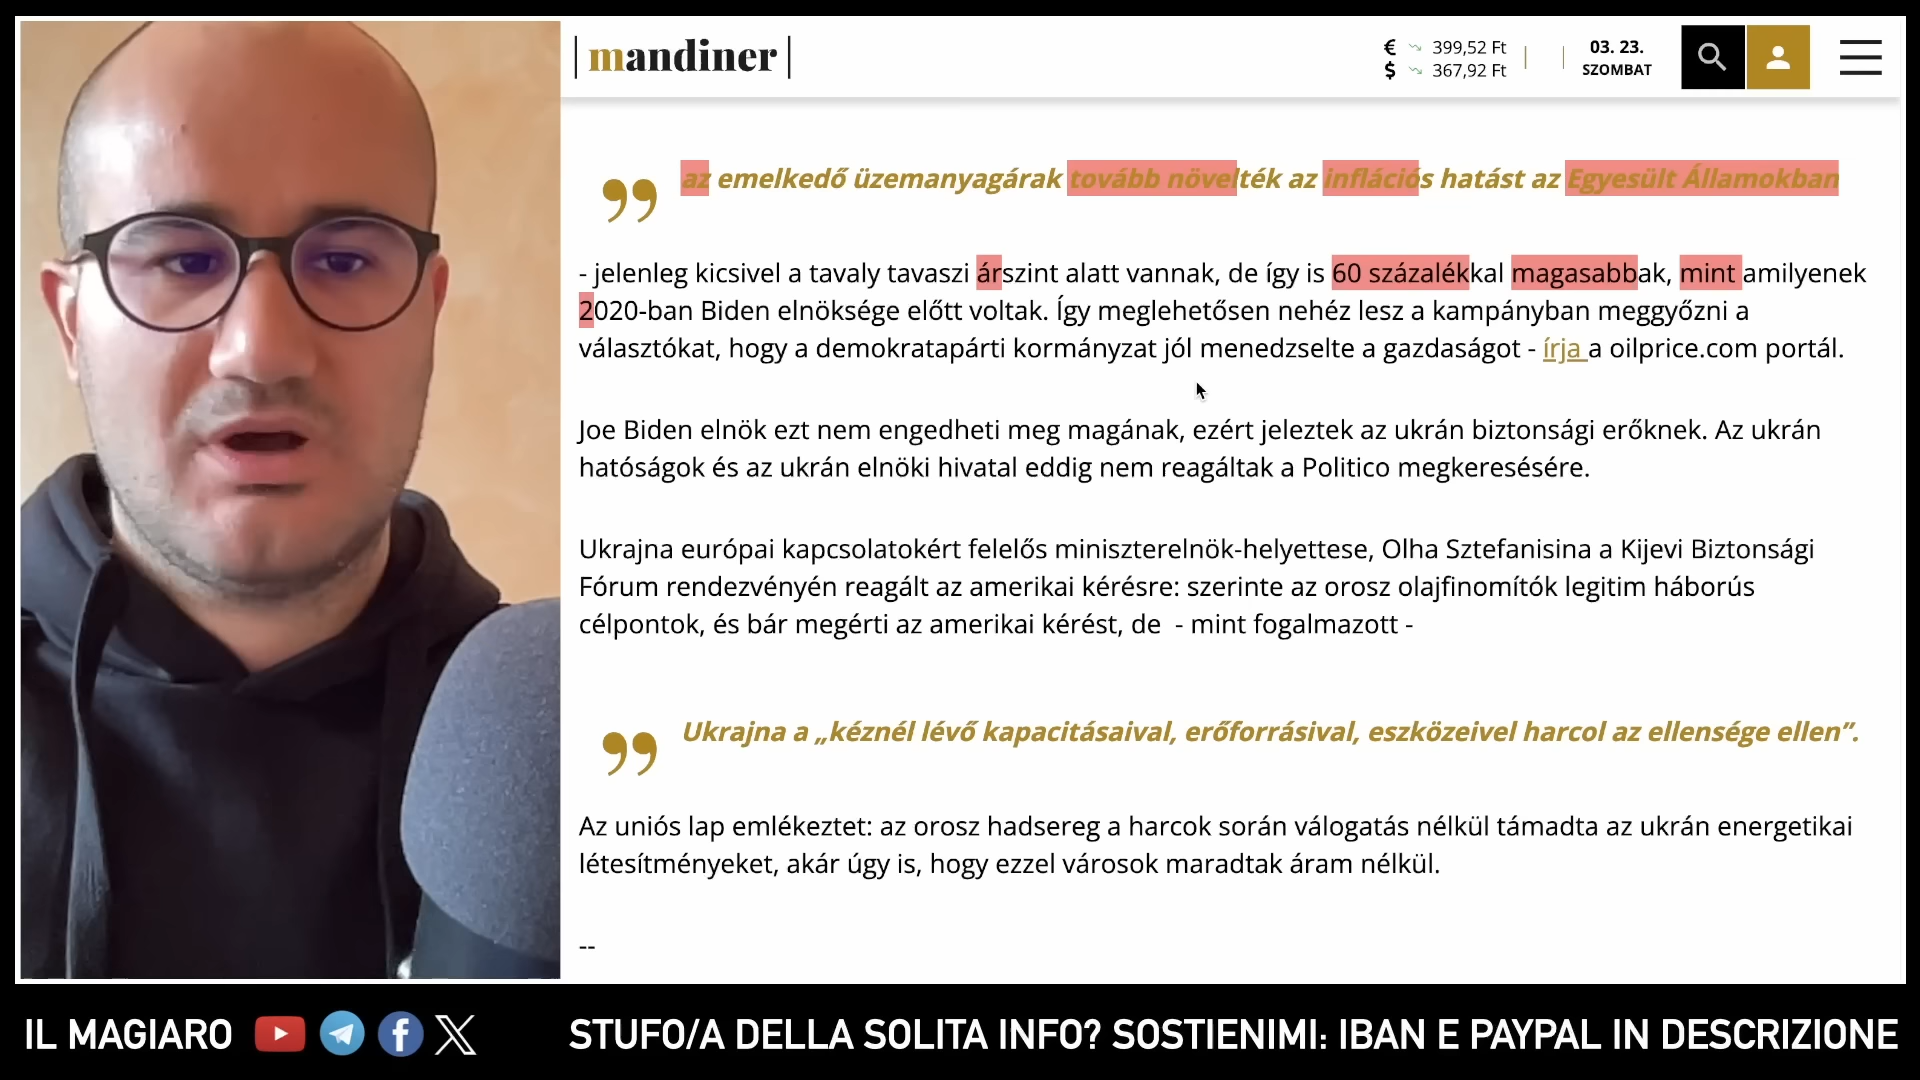 |mandiner|
€ 399,52 Ft
$ 367,92 Ft
03. 23.
SZOMBAT
az emelkedő üzemanyagárak tovább növelték az inflációs hatást az Egyesült Államokban
- jelenleg kicsivel a tavaly tavaszi árszint alatt vannak, de így is 60 százalékkal magasabbak, mint amilyenek
2020-ban Biden elnöksége előtt voltak. Így meglehetősen nehéz lesz a kampányban meggyőzni a
választókat, hogy a demokratapárti kormányzat jól menedzselte a gazdaságot - írja a oilprice.com portál.
Joe Biden elnök ezt nem engedheti meg magának, ezért jeleztek az ukrán biztonsági erőknek. Az ukrán
hatóságok és az ukrán elnöki hivatal eddig nem reagáltak a Politico megkeresésére.
Ukrajna európai kapcsolatokért felelős miniszterelnök-helyettese, Olha Sztefanisina a Kijevi Biztonsági
Fórum rendezvényén reagált az amerikai kérésre: szerinte az orosz olajfinomítók legitim háborús
célpontok, és bár megérti az amerikai kérést, de - mint fogalmazott -
Ukrajna a „kéznél lévő kapacitásaival, erőforrásival, eszközeivel harcol az ellensége ellen”.
Az uniós lap emlékeztet: az orosz hadsereg a harcok során válogatás nélkül támadta az ukrán energetikai
létesítményeket, akár úgy is, hogy ezzel városok maradtak áram nélkül.
--
IL MAGIARO
STUFO/A DELLA SOLITA INFO? SOSTIENIMI: IBAN E PAYPAL IN DESCRIZIONE